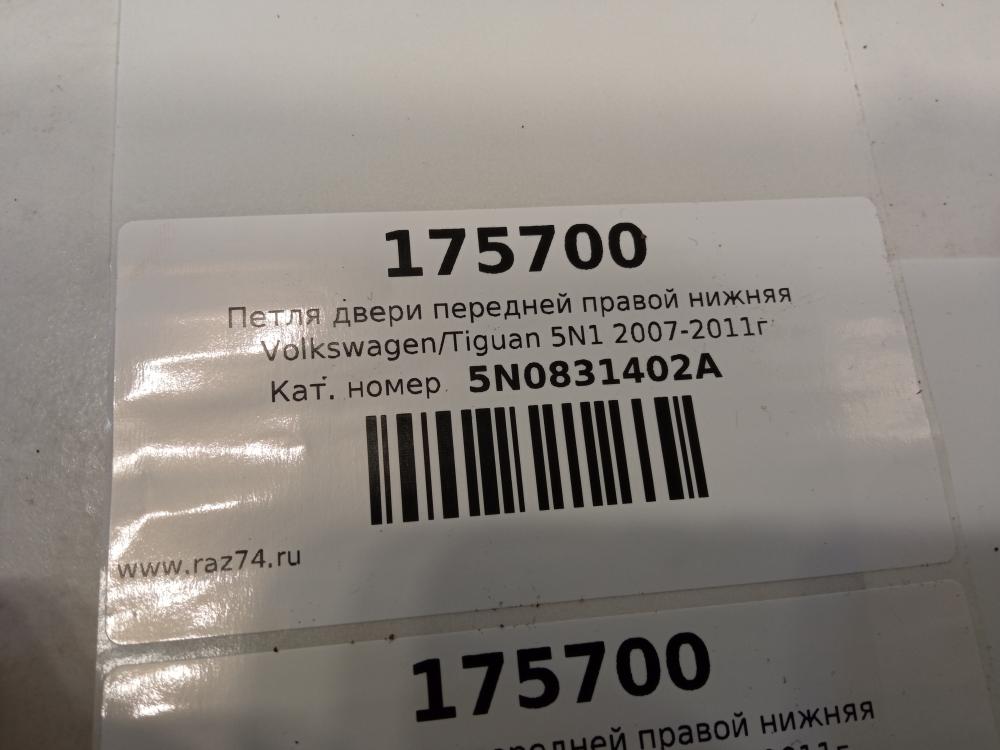 175700
Петля двери передней правой нижняя
Volkswagen/Tiguan 5N1 2007-2011г
Кат. номер 5N0831402A
www.raz74.ru
175700
передней правой нижняя
2011г